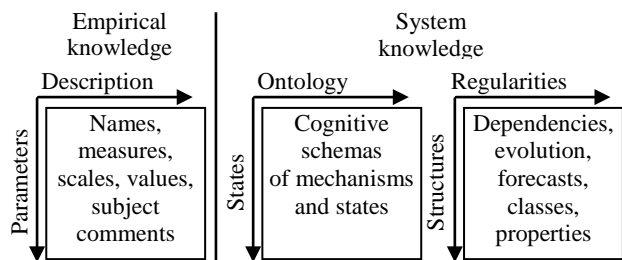 Empirical
knowledge
System
knowledge
Description
Parameters
Names,
measures,
scales, values,
subject
comments
Ontology
States
Cognitive
schemas
of mechanisms
and states
Regularities
Structures
Dependencies,
evolution,
forecasts,
classes,
properties